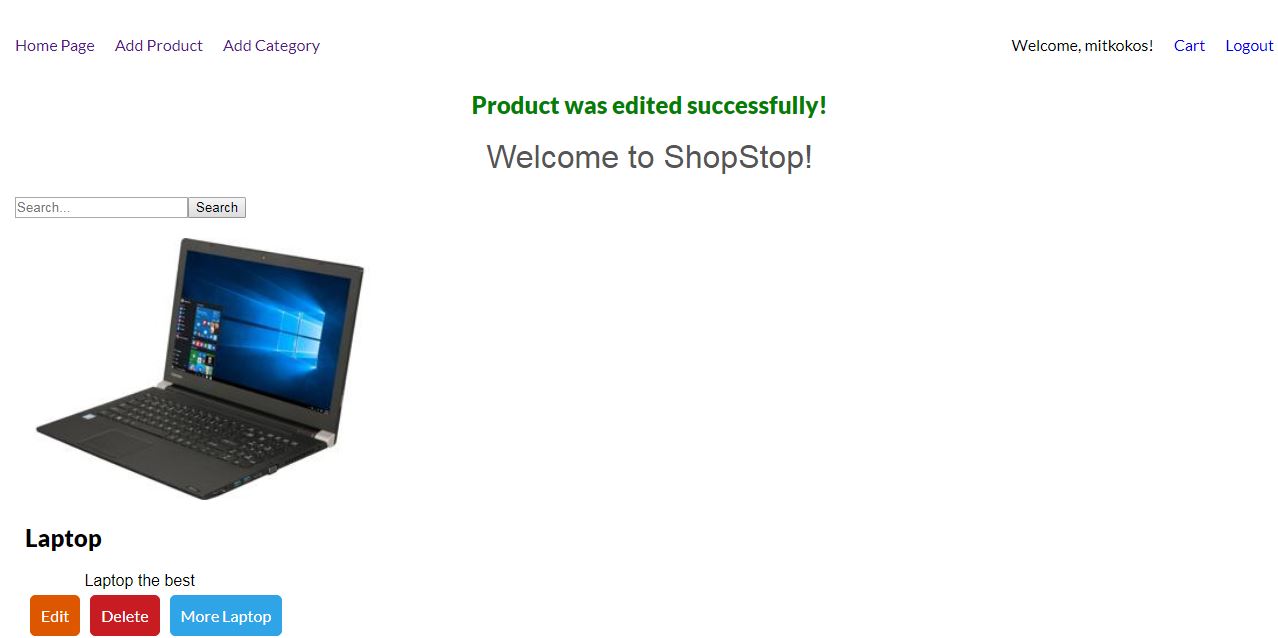 Home Page Add Product Add Category Welcome, mitkokos! Cart Logout
Product was edited successfully!
Welcome to ShopStop!
Search... Search
Laptop
Laptop the best
Edit Delete More Laptop